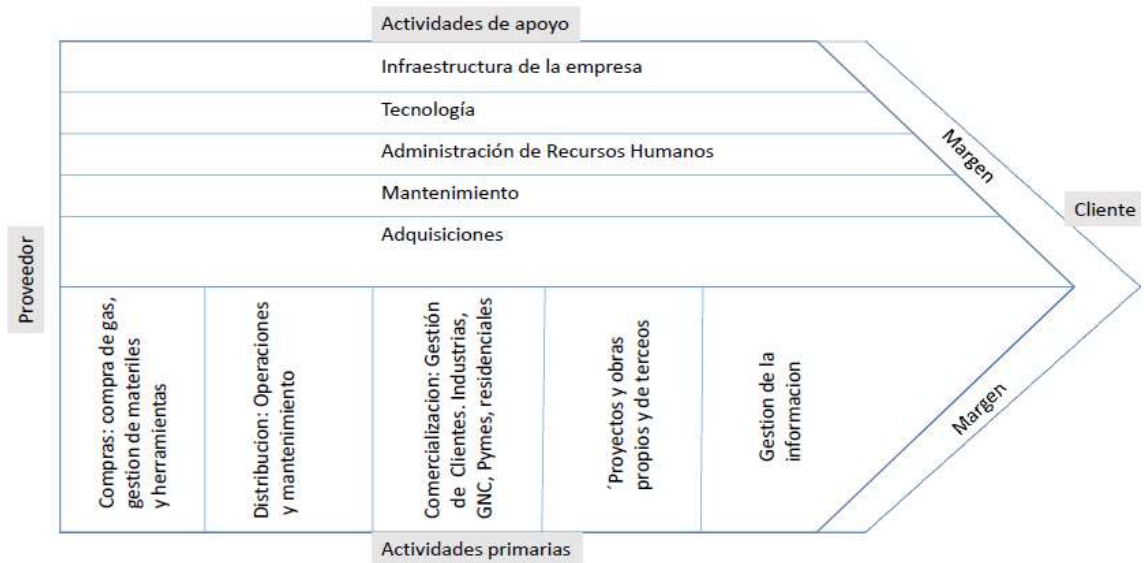 Actividades de apoyo
Infraestructura de la empresa
Tecnología
Administración de Recursos Humanos
Mantenimiento
Adquisiciones
Margen
Cliente
Proveedor
Compras: compra de gas,
gestion de materiles
y herramientas
Distribucion: Operaciones
y mantenimiento
Comercializacion: Gestión
de Clientes. Industrias,
GNC, Pymes, residenciales
´Proyectos y obras
propios y de terceos
Gestion de la
informacion
Margen
Actividades primarias